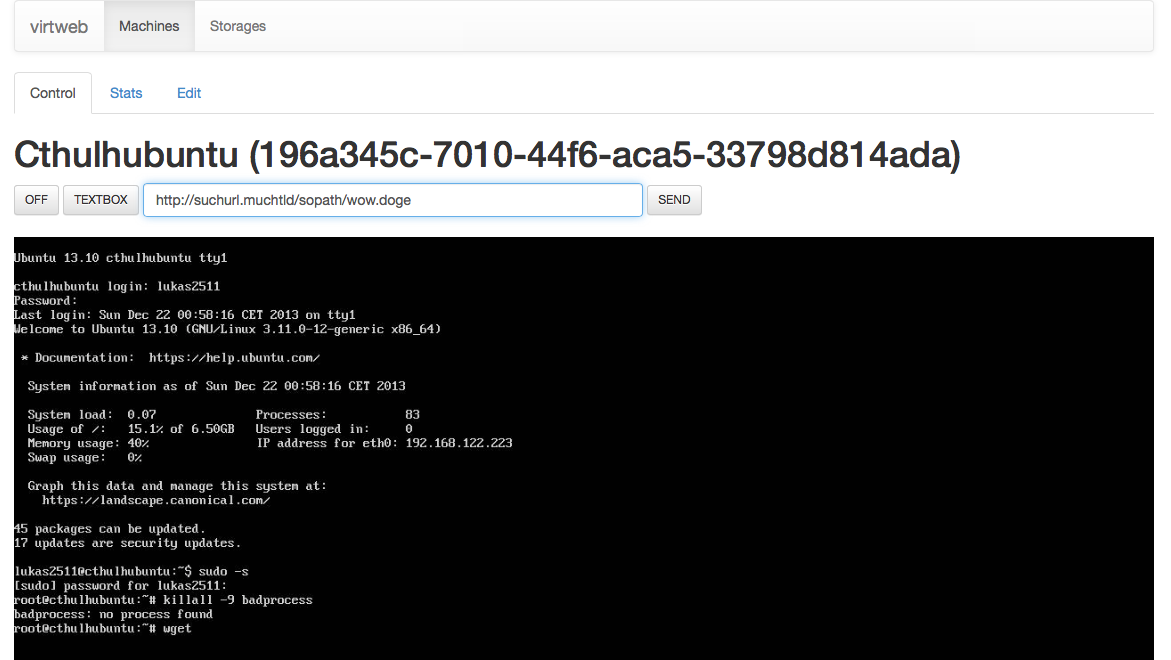 virtweb Machines Storages
Control Stats Edit
Cthulhubuntu (196a345c-7010-44f6-aca5-33798d814ada)
OFF TEXTBOX http://suchurl.muchtld/sopath/wow.doge SEND
Ubuntu 13.10 cthulhubuntu tty1
cthulhubuntu login: lukas2511
Password:
Last login: Sun Dec 22 00:58:16 CET 2013 on tty1
Welcome to Ubuntu 13.10 (GNU/Linux 3.11.0-12-generic x86_64)
* Documentation: https://help.ubuntu.com/
System information as of Sun Dec 22 00:58:16 CET 2013
System load: 0.07 Processes: 83
Usage of /: 15.1% of 6.50GB Users logged in: 0
Memory usage: 40% IP address for eth0: 192.168.122.223
Swap usage: 0%
Graph this data and manage this system at:
https://landscape.canonical.com/
45 packages can be updated.
17 updates are security updates.
lukas2511@cthulhubuntu:~$ sudo -s
[sudo] password for lukas2511:
root@cthulhubuntu:~# killall -9 badprocess
badprocess: no process found
root@cthulhubuntu:~# wget